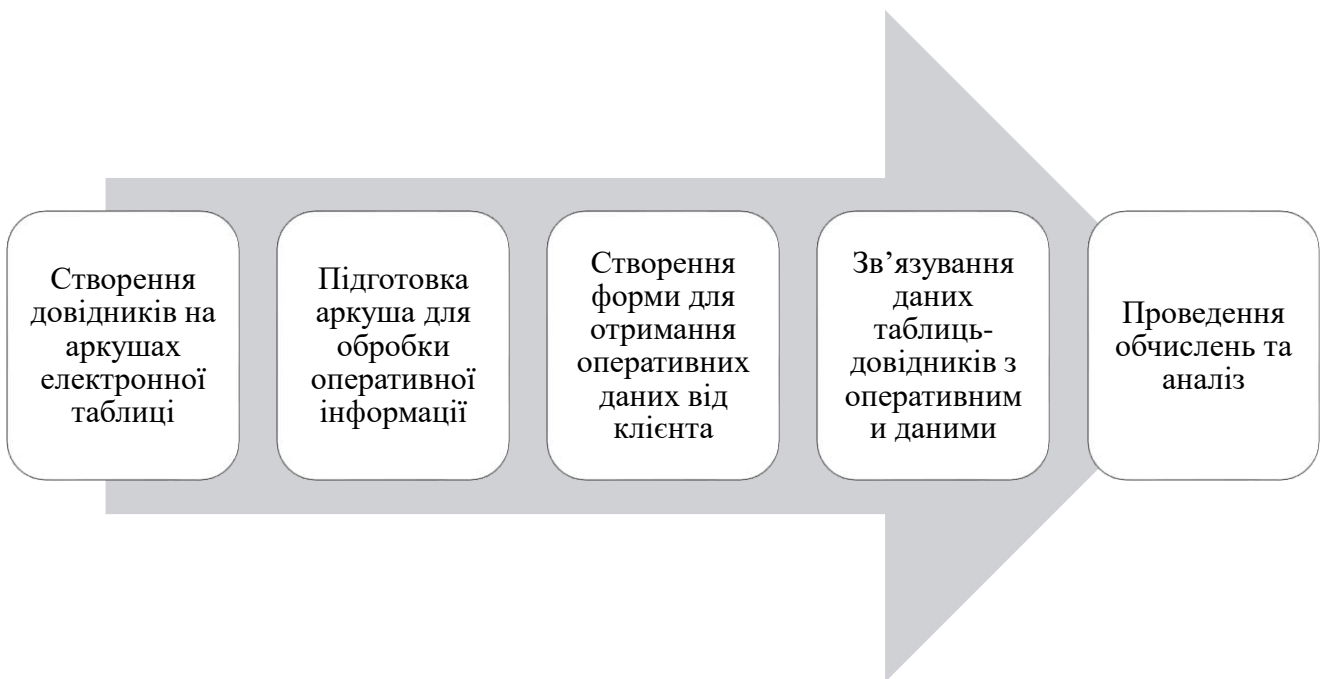 Створення
довідників на
аркушах
електронної
таблиці
Підготовка
аркуша для
обробки
оперативної
інформації
Створення
форми для
отримання
оперативних
даних від
клієнта
Зв’язування
даних
таблиць-
довідників з
оперативним
и даними
Проведення
обчислень та
аналіз